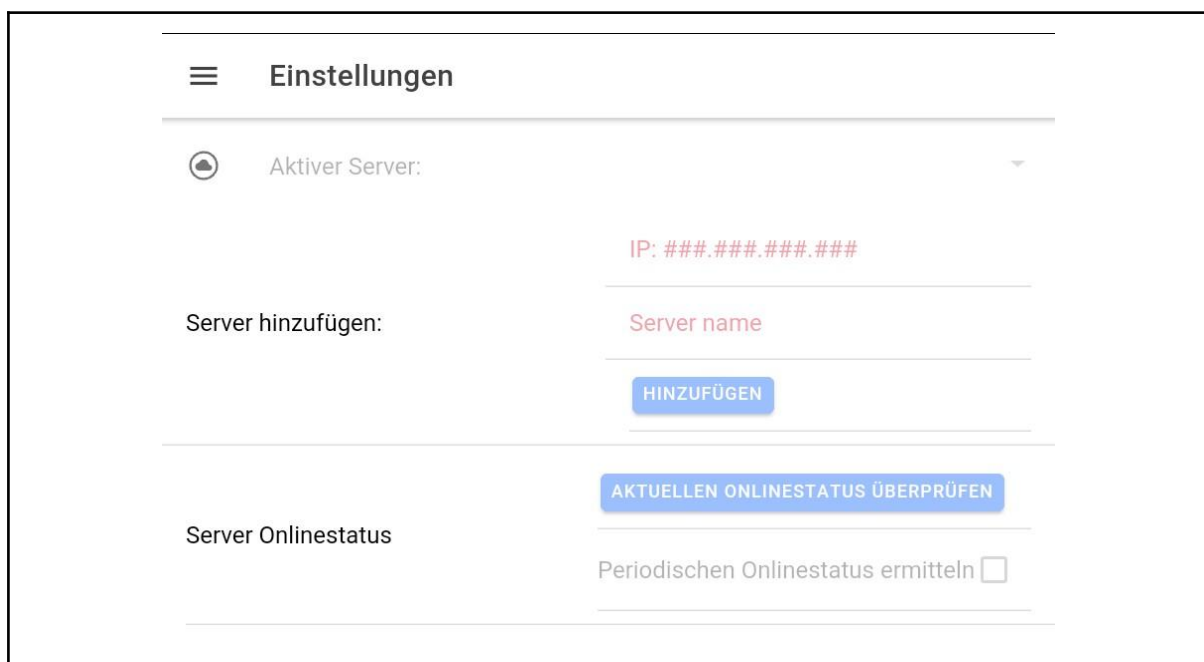 Einstellungen
Aktiver Server:
IP: ###.###.###.###
Server hinzufügen:
Server name
HINZUFÜGEN
AKTUELLEN ONLINESTATUS ÜBERPRÜFEN
Server Onlinestatus
Periodischen Onlinestatus ermitteln